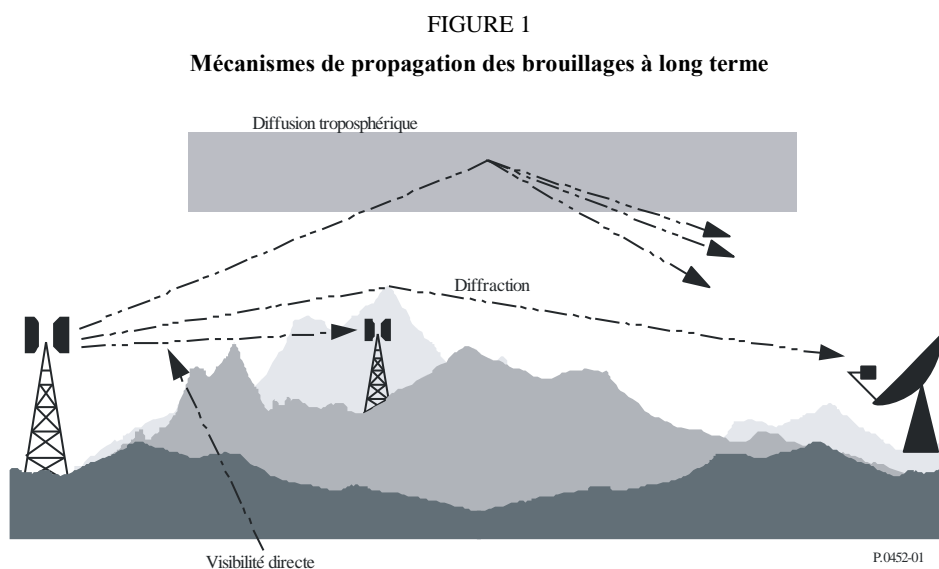 FIGURE 1
Mécanismes de propagation des brouillages à long terme
Diffusion troposphérique
Diffraction
Visibilité directe
P.0452-01